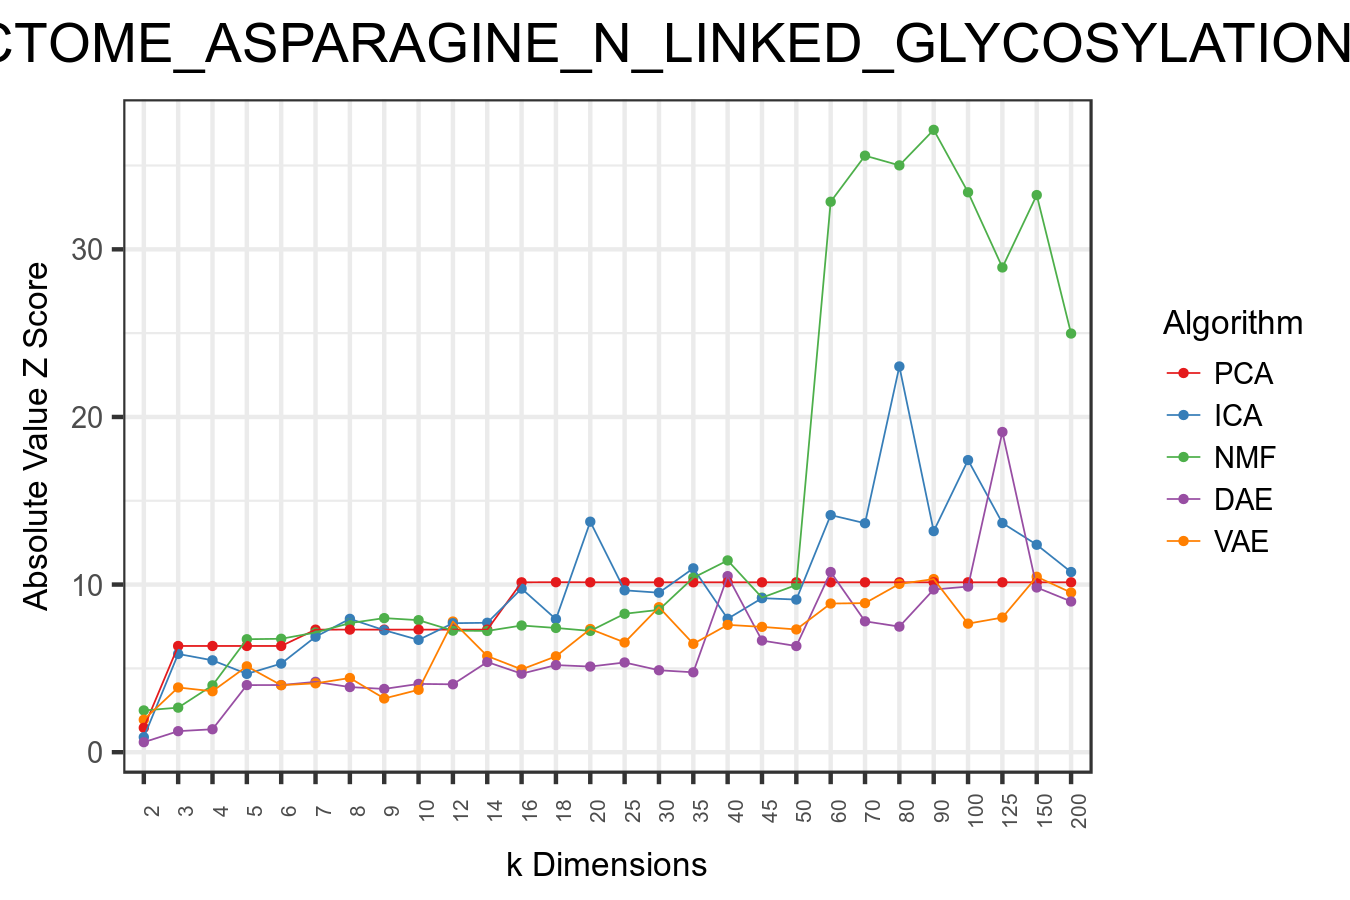 CTOME_ASPARAGINE_N_LINKED_GLYCOSYLATION
Absolute Value Z Score
30
20
10
0
2 3 4 5 6 7 8 9 10 12 14 16 18 20 25 30 35 40 45 50 60 70 80 90 100 125 150 200
k Dimensions
Algorithm
PCA
ICA
NMF
DAE
VAE